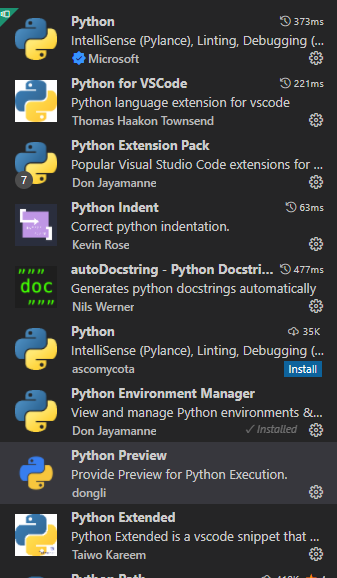 Python 373ms
IntelliSense (Pylance), Linting, Debugging (...
Microsoft
Python for VSCode 221ms
Python language extension for vscode
Thomas Haakon Townsend
Python Extension Pack
Popular Visual Studio Code extensions for ...
7
Don Jayamanne
Python Indent 63ms
Correct python indentation.
Kevin Rose
autoDocstring - Python Docstri... 477ms
"""
doc
"""
Generates python docstrings automatically
Nils Werner
Python 35K
IntelliSense (Pylance), Linting, Debugging (...
ascomycota Install
Python Environment Manager
View and manage Python environments &...
Don Jayamanne ✓ Installed
Python Preview
Provide Preview for Python Execution.
dongli
Python Extended
Python Extended is a vscode snippet that ...
Taiwo Kareem